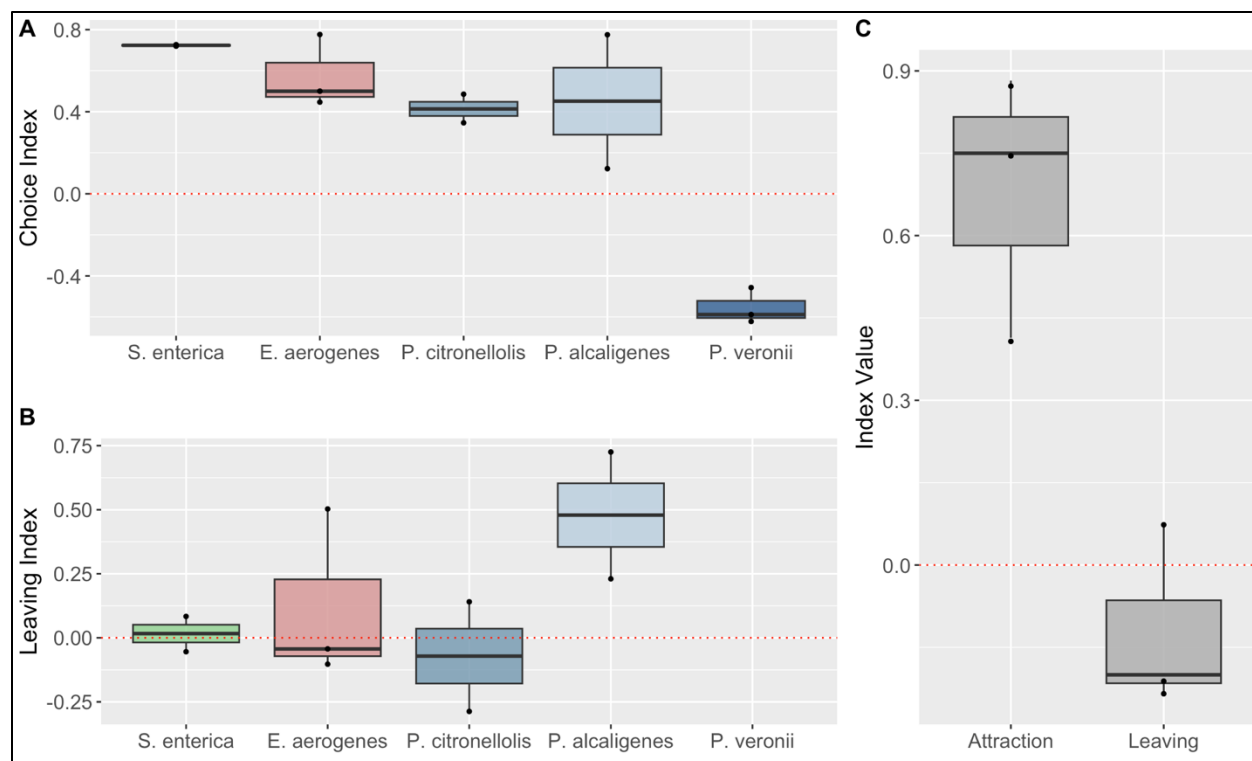 A
Choice Index
0.8
0.4
0.0
-0.4
S. enterica E. aerogenes P. citronellolis P. alcaligenes P. veronii
B
Leaving Index
0.75
0.50
0.25
0.00
-0.25
S. enterica E. aerogenes P. citronellolis P. alcaligenes P. veronii
C
Index Value
0.9
0.6
0.3
0.0
Attraction Leaving